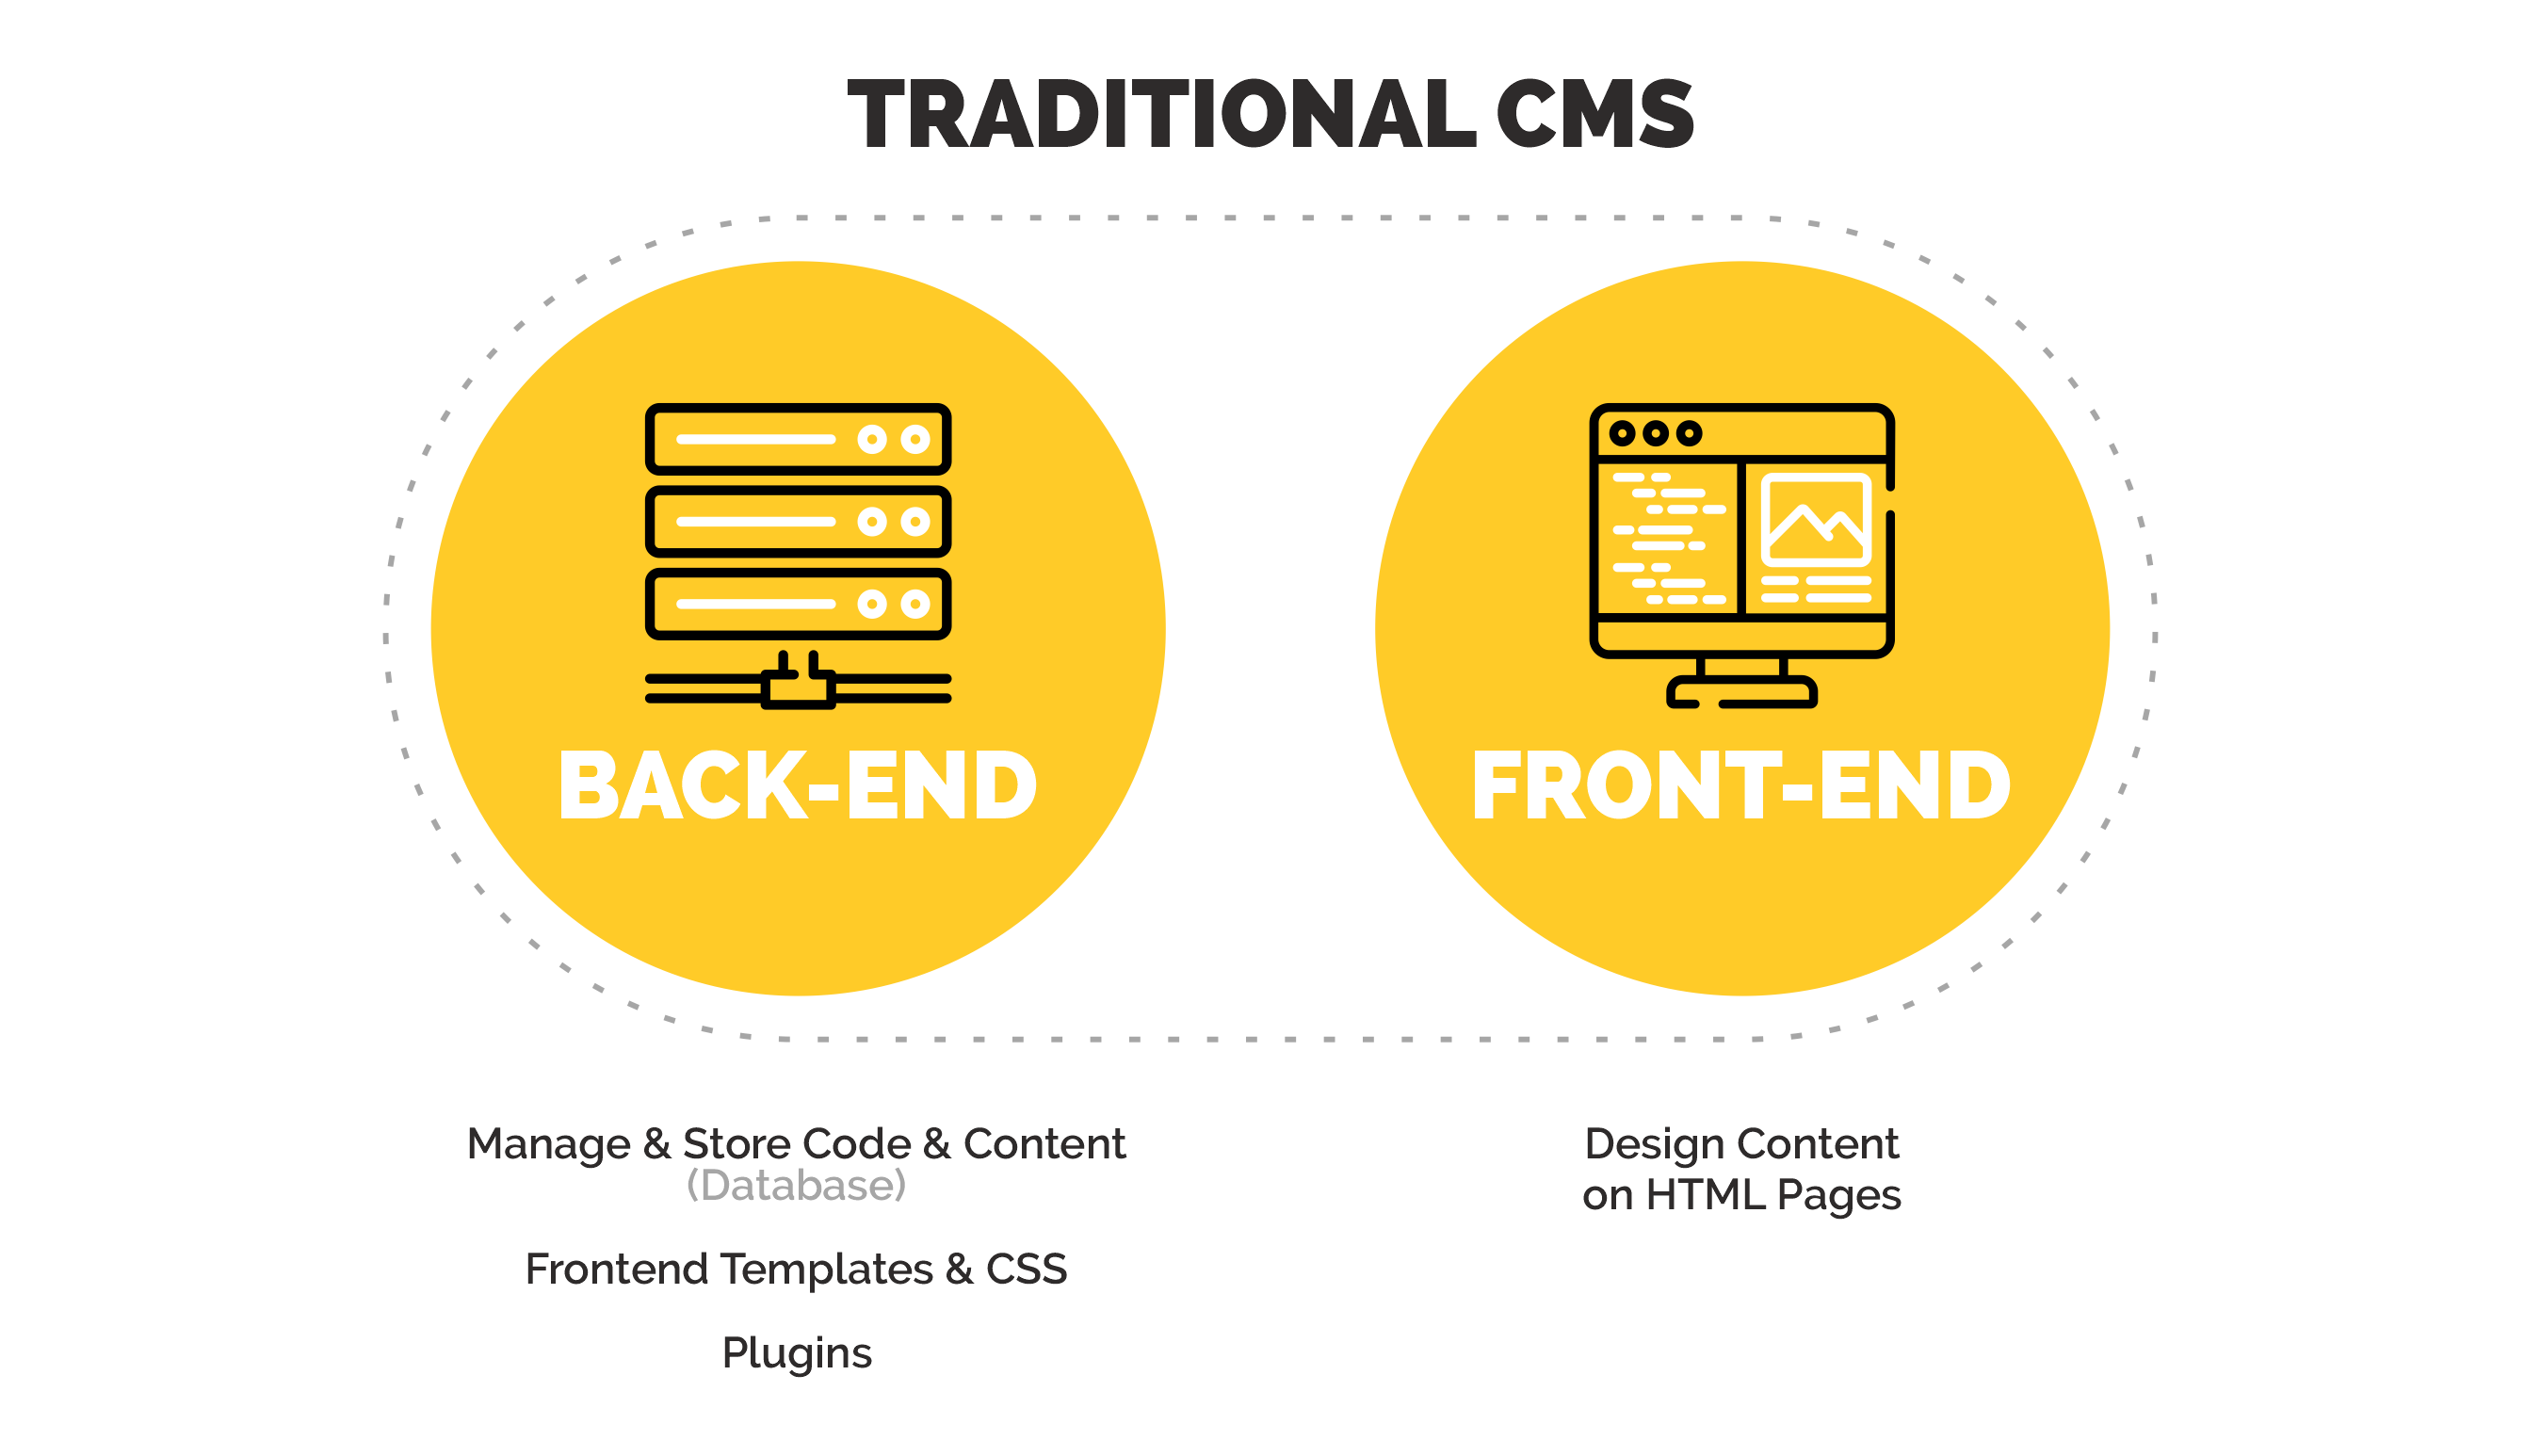 TRADITIONAL CMS
BACK-END
FRONT-END
Manage & Store Code & Content
(Database)
Frontend Templates & CSS
Plugins
Design Content
on HTML Pages